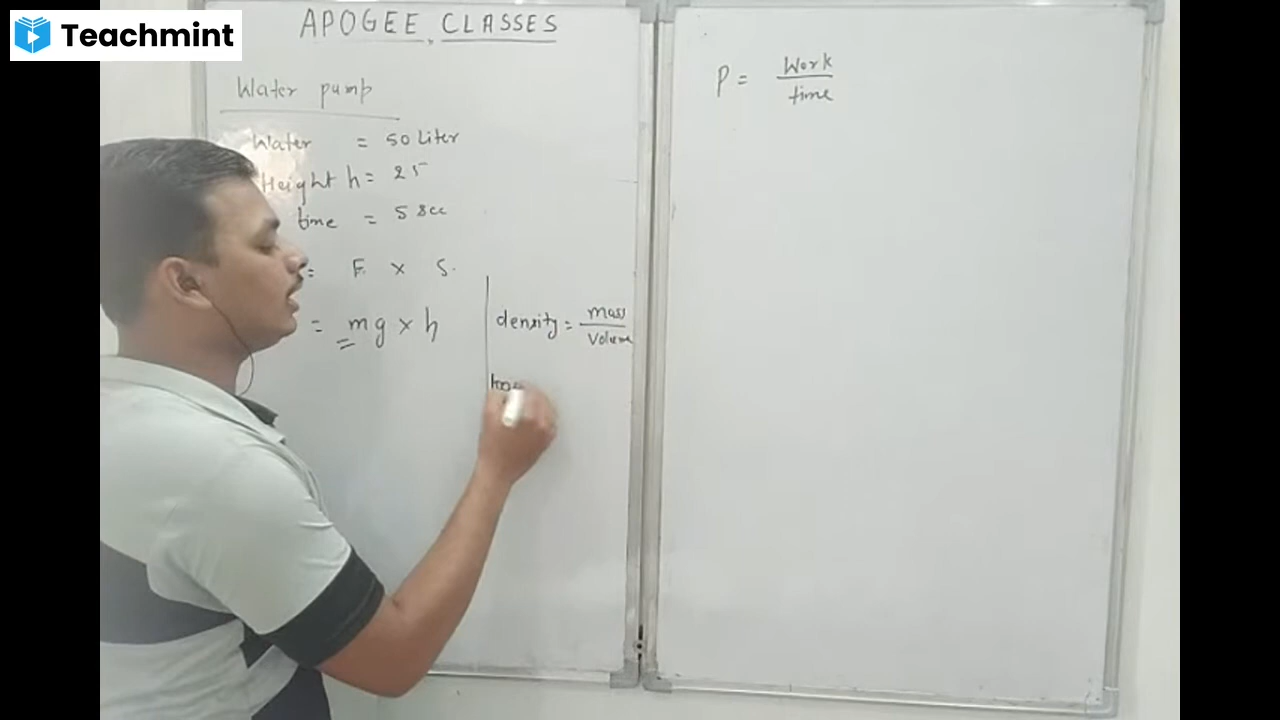 Teachmint
APOGEE CLASSES
Water pump
Water = 50 Liter
Height h = 25
time = 5 sec
= F × S.
= mg × h
density = mass
Volume
P = Work
time